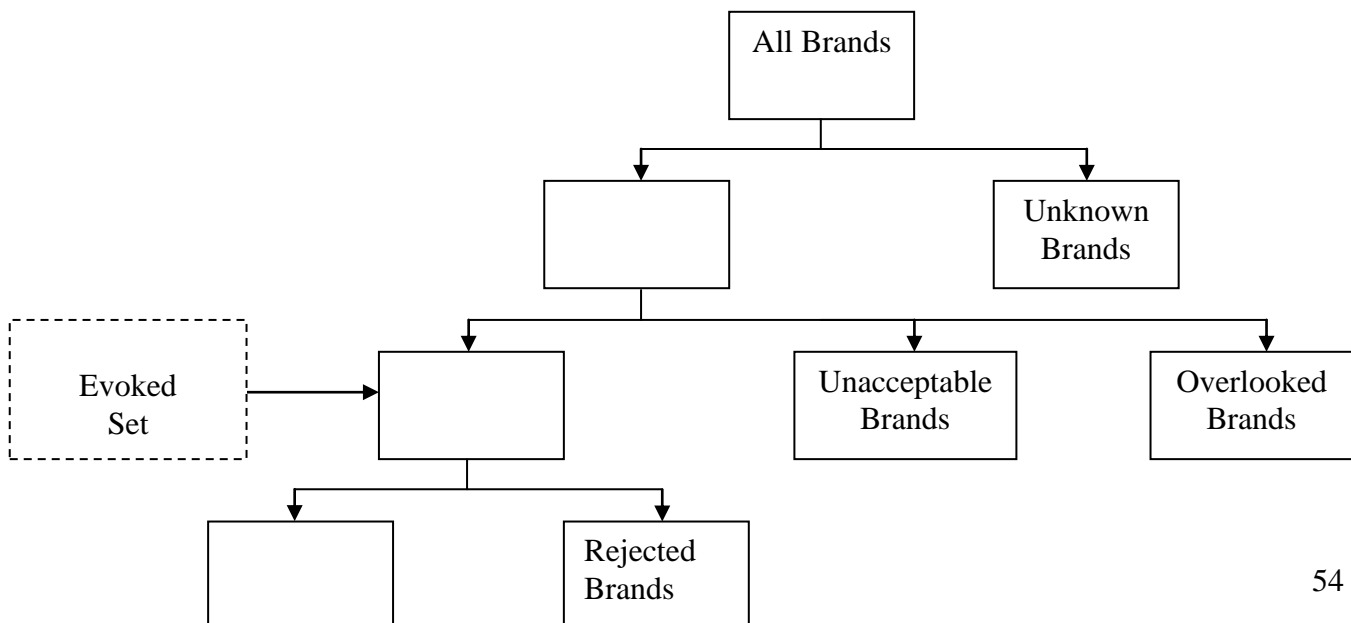 All Brands
Unknown
Brands
Evoked
Set
Unacceptable
Brands
Overlooked
Brands
Rejected
Brands
54